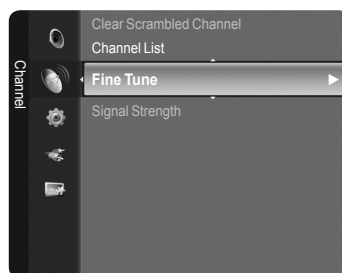 Channel
Clear Scrambled Channel
Channel List
Fine Tune
Signal Strength